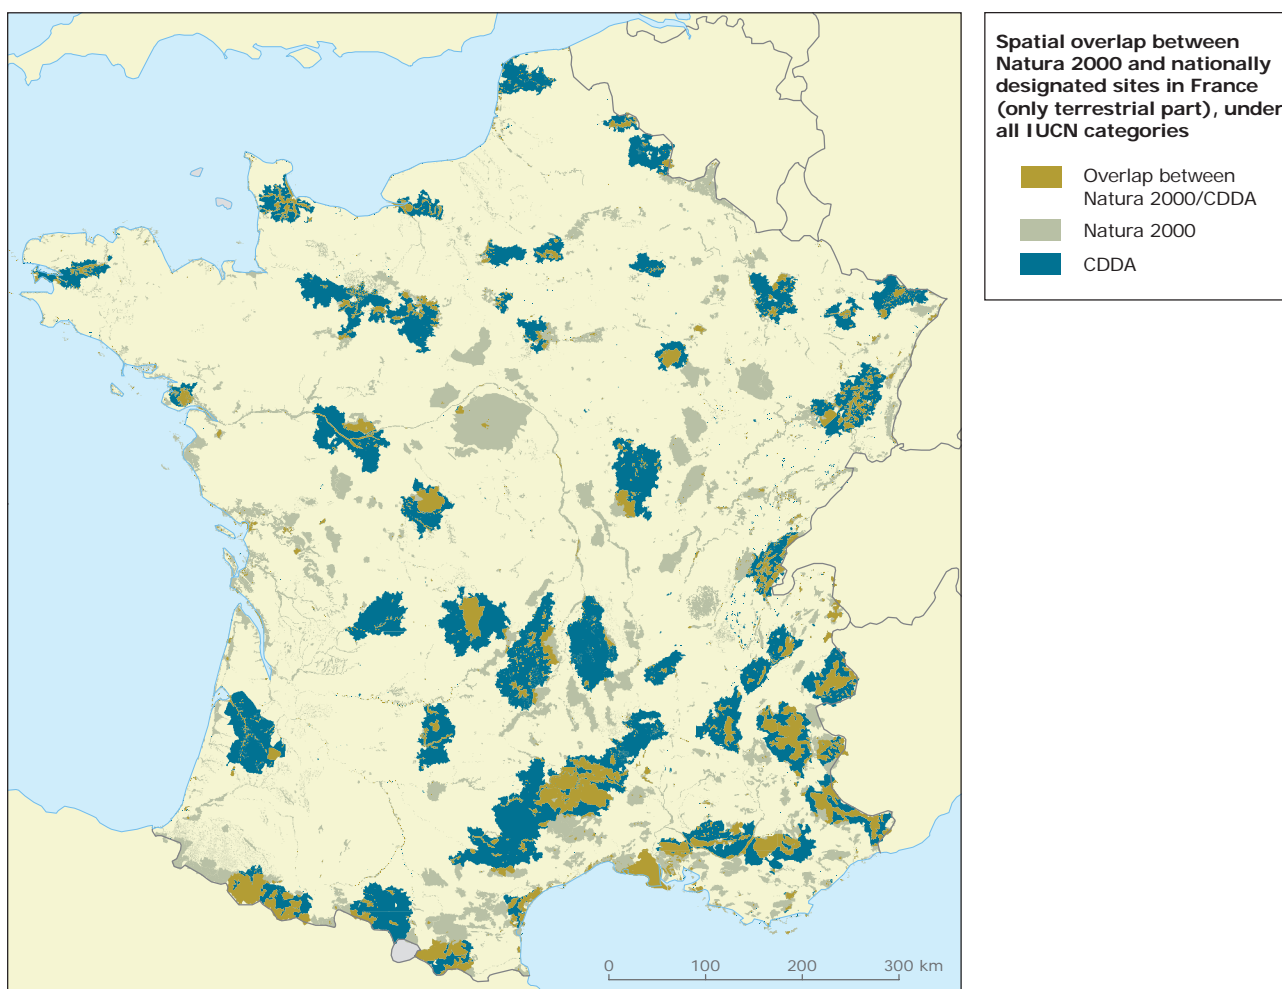 Spatial overlap between
Natura 2000 and nationally
designated sites in France
(only terrestrial part), under
all IUCN categories
Overlap between
Natura 2000/CDDA
Natura 2000
CDDA
0 100 200 300 km